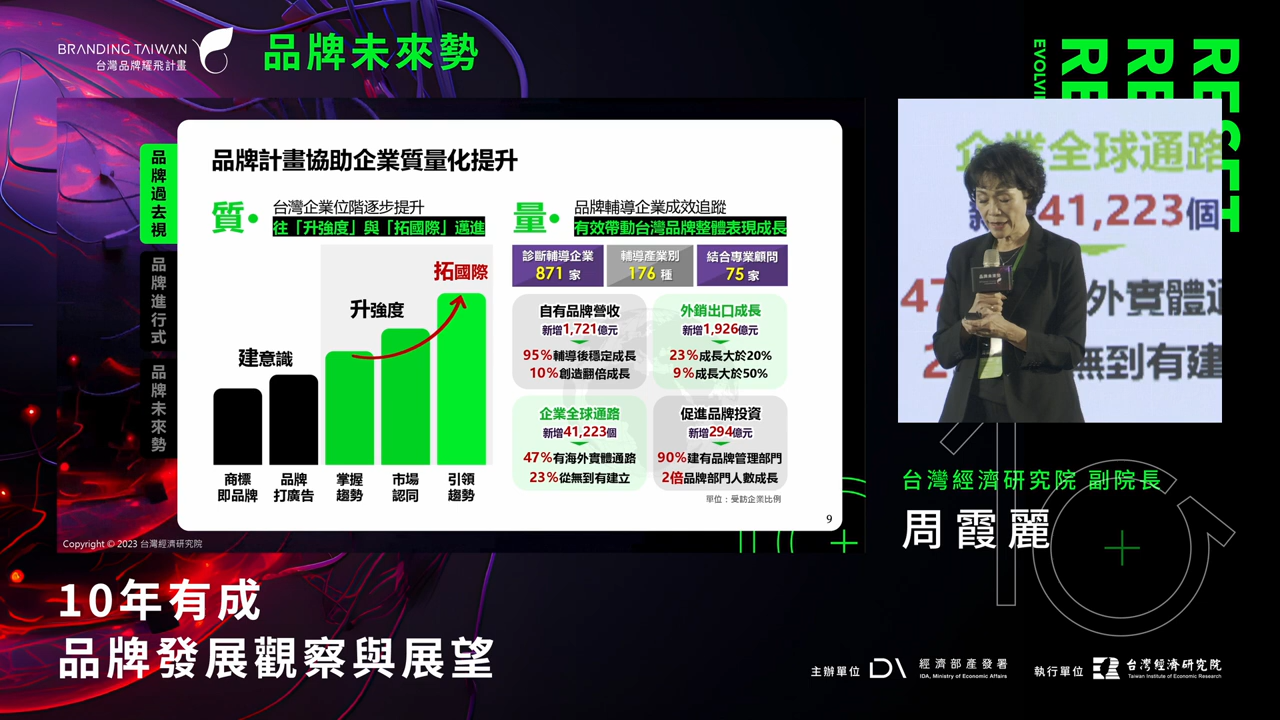 BRANDING TAIWAN
台灣品牌耀飛計畫
品牌未來勢
品牌過去視
品牌進行式
品牌未來勢
品牌計畫協助企業質量化提升
質•
台灣企業位階逐步提升
往「升強度」與「拓國際」邁進
建意識
升強度
拓國際
商標
即品牌
品牌
打廣告
掌握
趨勢
市場
認同
引領
趨勢
量•
品牌輔導企業成效追蹤
有效帶動台灣品牌整體表現成長
診斷輔導企業
871 家
輔導產業別
176 種
結合專業顧問
75 家
自有品牌營收
新增1,721億元
95%輔導後穩定成長
10%創造翻倍成長
外銷出口成長
新增1,926億元
23%成長大於20%
9%成長大於50%
企業全球通路
新增41,223個
47%有海外實體通路
23%從無到有建立
促進品牌投資
新增294億元
90%建有品牌管理部門
2倍品牌部門人數成長
單位：受訪企業比例
9
Copyright © 2023 台灣經濟研究院
企業全球通路
41,223個
47
外實體通
無到有建
台灣經濟研究院 副院長
周霞麗
10年有成
品牌發展觀察與展望
主辦單位
經濟部產發署
IDA, Ministry of Economic Affairs
執行單位
台灣經濟研究院
Taiwan Institute of Economic Research